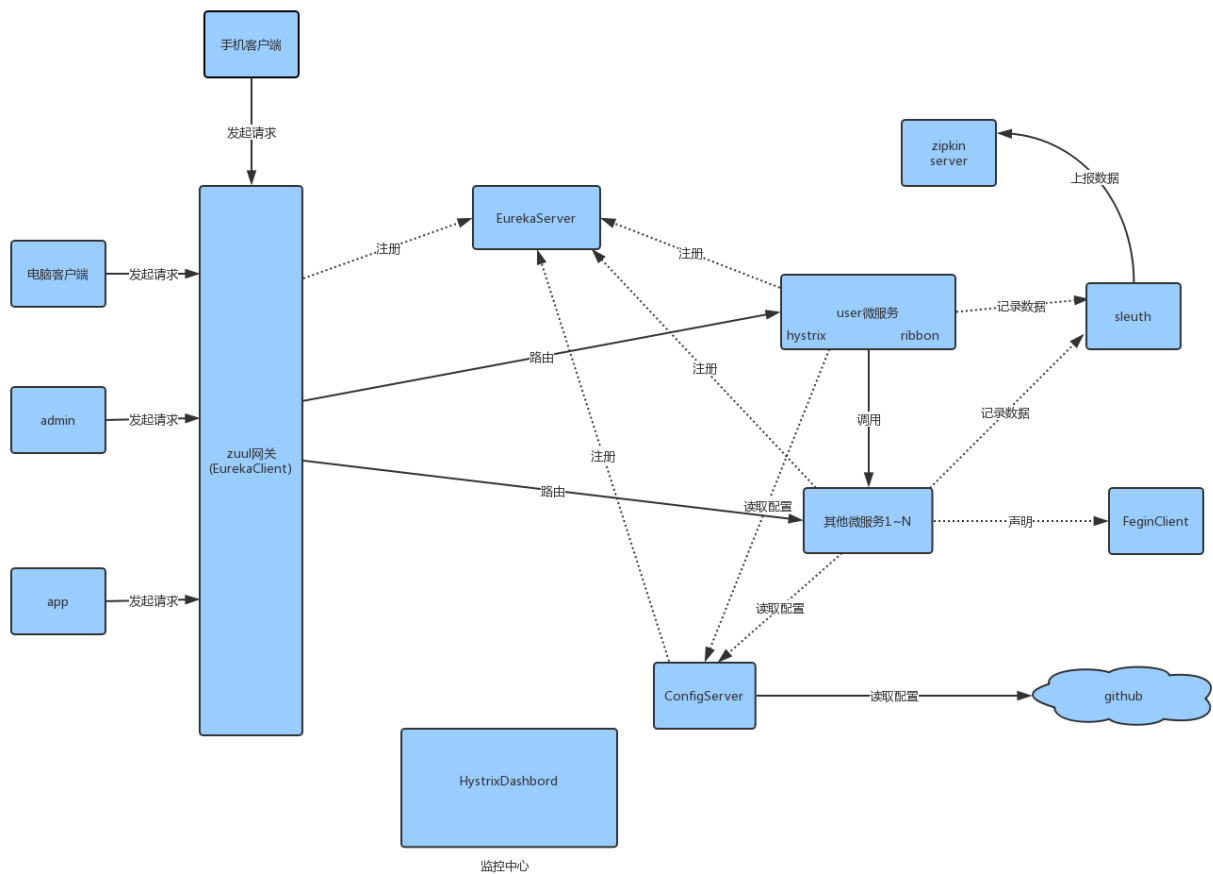 手机客户端
发起请求
zipkin
server
上报数据
EurekaServer
注册
注册
电脑客户端
发起请求
user微服务
hystrix
ribbon
记录数据
sleuth
路由
注册
调用
记录数据
admin
发起请求
zuul网关
(EurekaClient)
注册
路由
读取配置
其他微服务1~N
声明
FeginClient
app
发起请求
读取配置
ConfigServer
读取配置
github
HystrixDashbord
监控中心